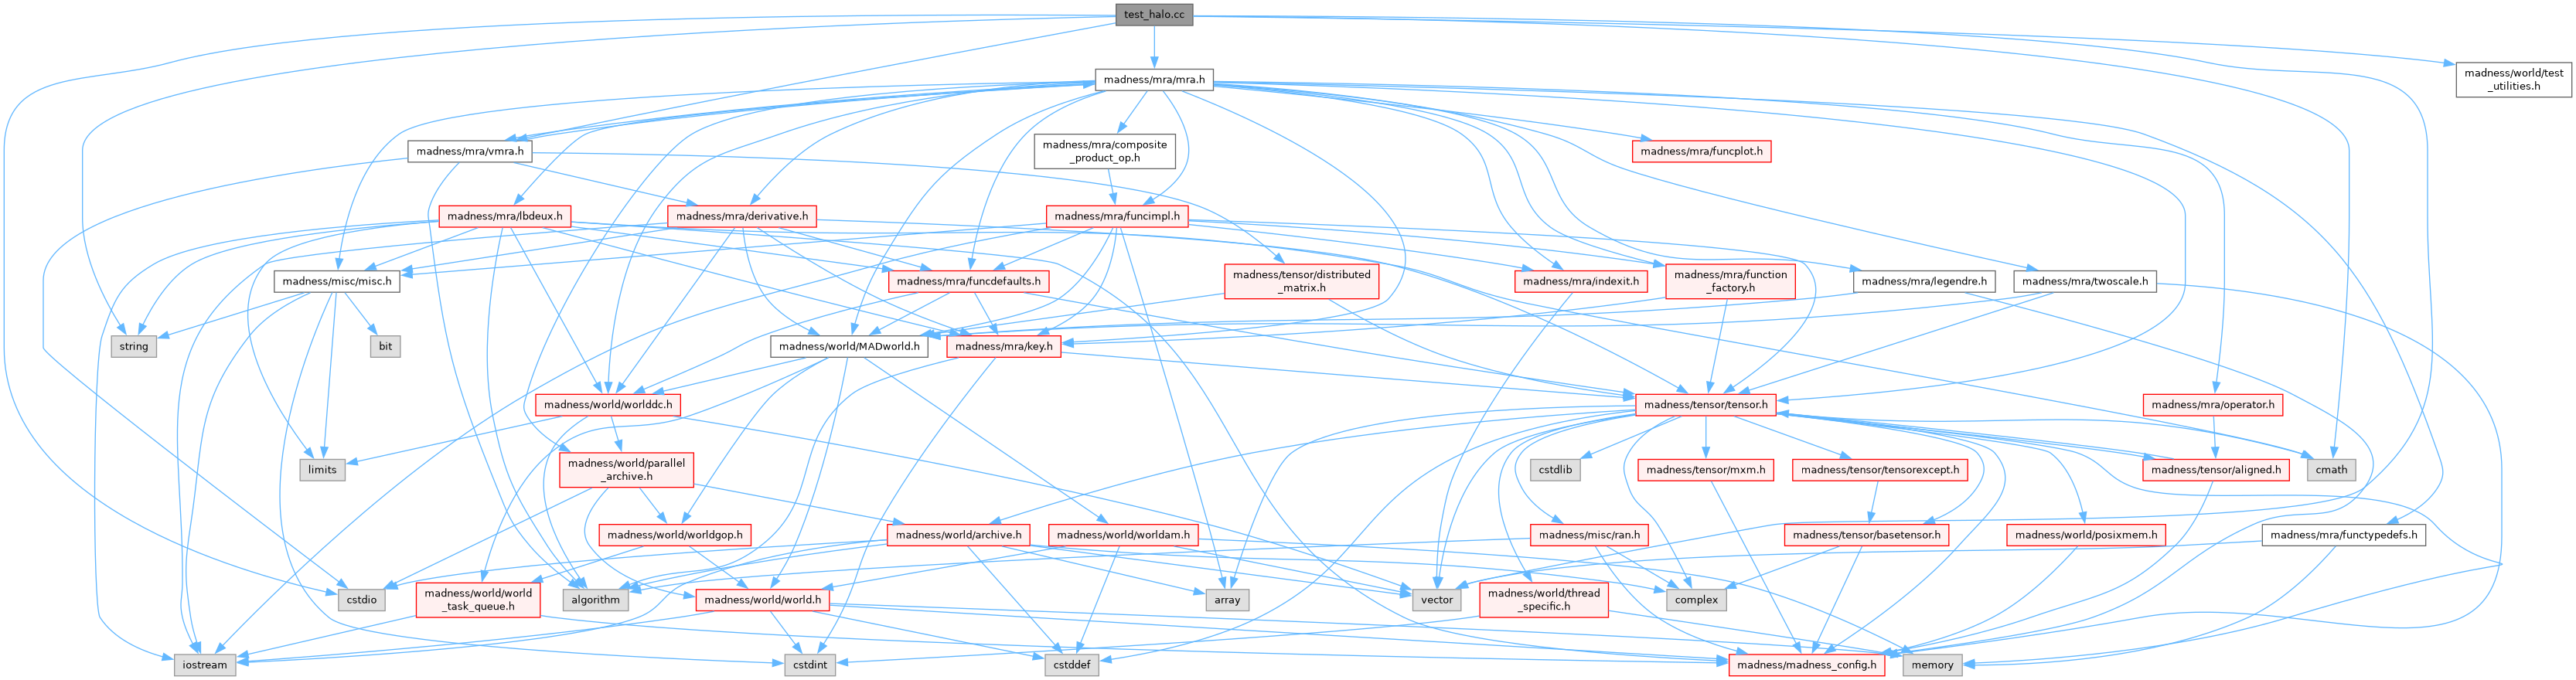 test_halo.cc
madness/mra/mra.h
madness/world/test
_utilities.h
madness/mra/vmra.h
madness/mra/composite
_product_op.h
madness/mra/funcplot.h
madness/mra/lbdeux.h
madness/mra/derivative.h
madness/mra/funcimpl.h
madness/misc/misc.h
madness/mra/funcdefaults.h
madness/tensor/distributed
_matrix.h
madness/mra/indexit.h
madness/mra/function
_factory.h
madness/mra/legendre.h
madness/mra/twoscale.h
string
bit
madness/world/MADworld.h
madness/mra/key.h
madness/world/worlddc.h
madness/tensor/tensor.h
madness/mra/operator.h
limits
madness/world/parallel
_archive.h
cstdlib
madness/tensor/mxm.h
madness/tensor/tensorexcept.h
madness/tensor/aligned.h
cmath
madness/world/worldgop.h
madness/world/archive.h
madness/world/worldam.h
madness/misc/ran.h
madness/tensor/basetensor.h
madness/world/posixmem.h
madness/mra/functypedefs.h
cstdio
madness/world/world
_task_queue.h
algorithm
madness/world/world.h
array
vector
madness/world/thread
_specific.h
complex
iostream
cstdint
cstddef
madness/madness_config.h
memory